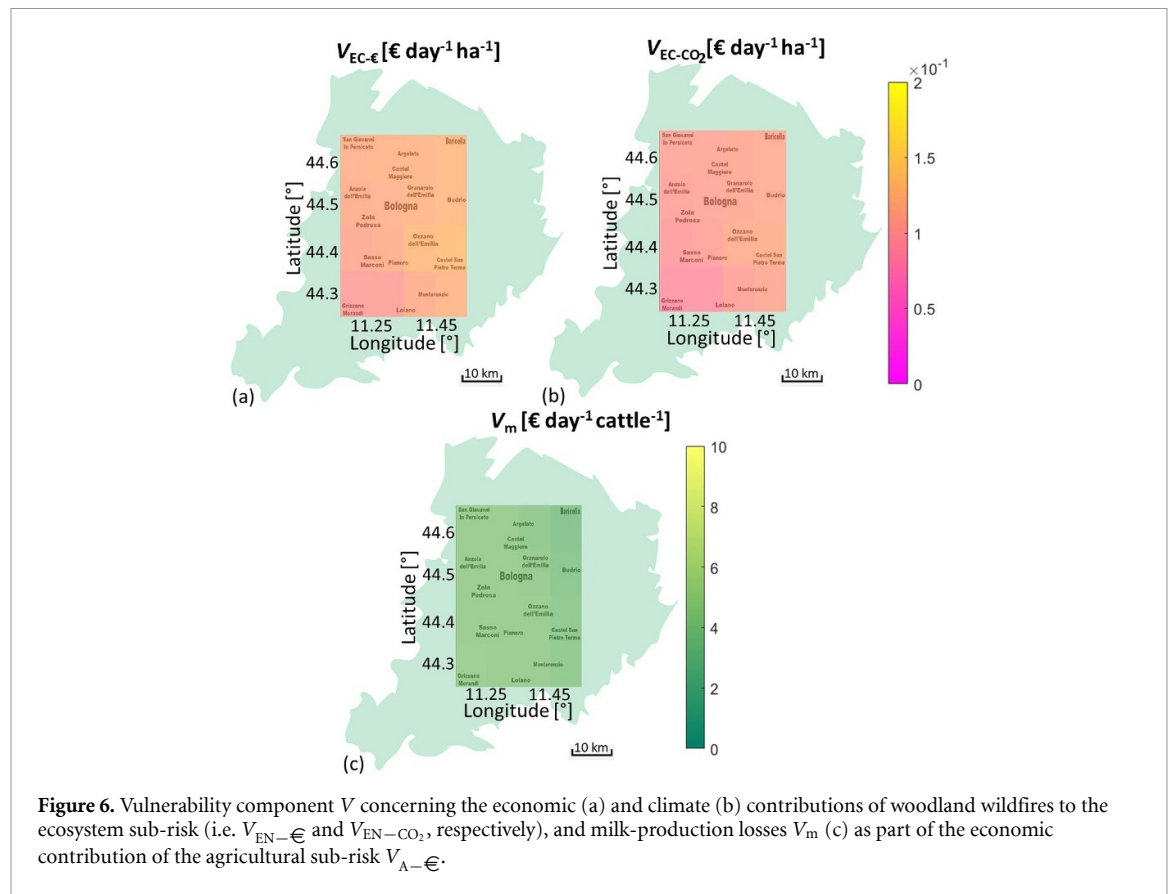 V_EC-€ [€ day⁻¹ ha⁻¹]
V_EC-CO₂ [€ day⁻¹ ha⁻¹]
×10⁻¹
2
1.5
1
0.5
0
San Giovanni
In Persiceto
Baricella
Argelato
Castel
Maggiore
Anzola
dell'Emilia
Granarolo
dell'Emilia
Budrio
Bologna
Zola
Pedrosa
Ozzano
dell'Emilia
Sasso
Marconi
Pianoro
Castel San
Pietro Terme
Monterenzio
Grizzana
Morandi
Loiano
44.6
44.5
44.4
44.3
Latitude [°]
11.25 11.45
Longitude [°]
10 km
(a)
San Giovanni
In Persiceto
Baricella
Argelato
Castel
Maggiore
Anzola
dell'Emilia
Granarolo
dell'Emilia
Budrio
Bologna
Zola
Pedrosa
Ozzano
dell'Emilia
Sasso
Marconi
Pianoro
Castel San
Pietro Terme
Monterenzio
Grizzana
Morandi
Loiano
44.6
44.5
44.4
44.3
Latitude [°]
11.25 11.45
Longitude [°]
10 km
(b)
V_m [€ day⁻¹ cattle⁻¹]
10
8
6
4
2
0
San Giovanni
In Persiceto
Baricella
Argelato
Castel
Maggiore
Anzola
dell'Emilia
Granarolo
dell'Emilia
Budrio
Bologna
Zola
Pedrosa
Ozzano
dell'Emilia
Sasso
Marconi
Pianoro
Castel San
Pietro Terme
Monterenzio
Grizzana
Morandi
Loiano
44.6
44.5
44.4
44.3
Latitude [°]
11.25 11.45
Longitude [°]
10 km
(c)
Figure 6. Vulnerability component V concerning the economic (a) and climate (b) contributions of woodland wildfires to the
ecosystem sub-risk (i.e. V_EN−€ and V_EN−CO₂, respectively), and milk-production losses V_m (c) as part of the economic
contribution of the agricultural sub-risk V_A−€.